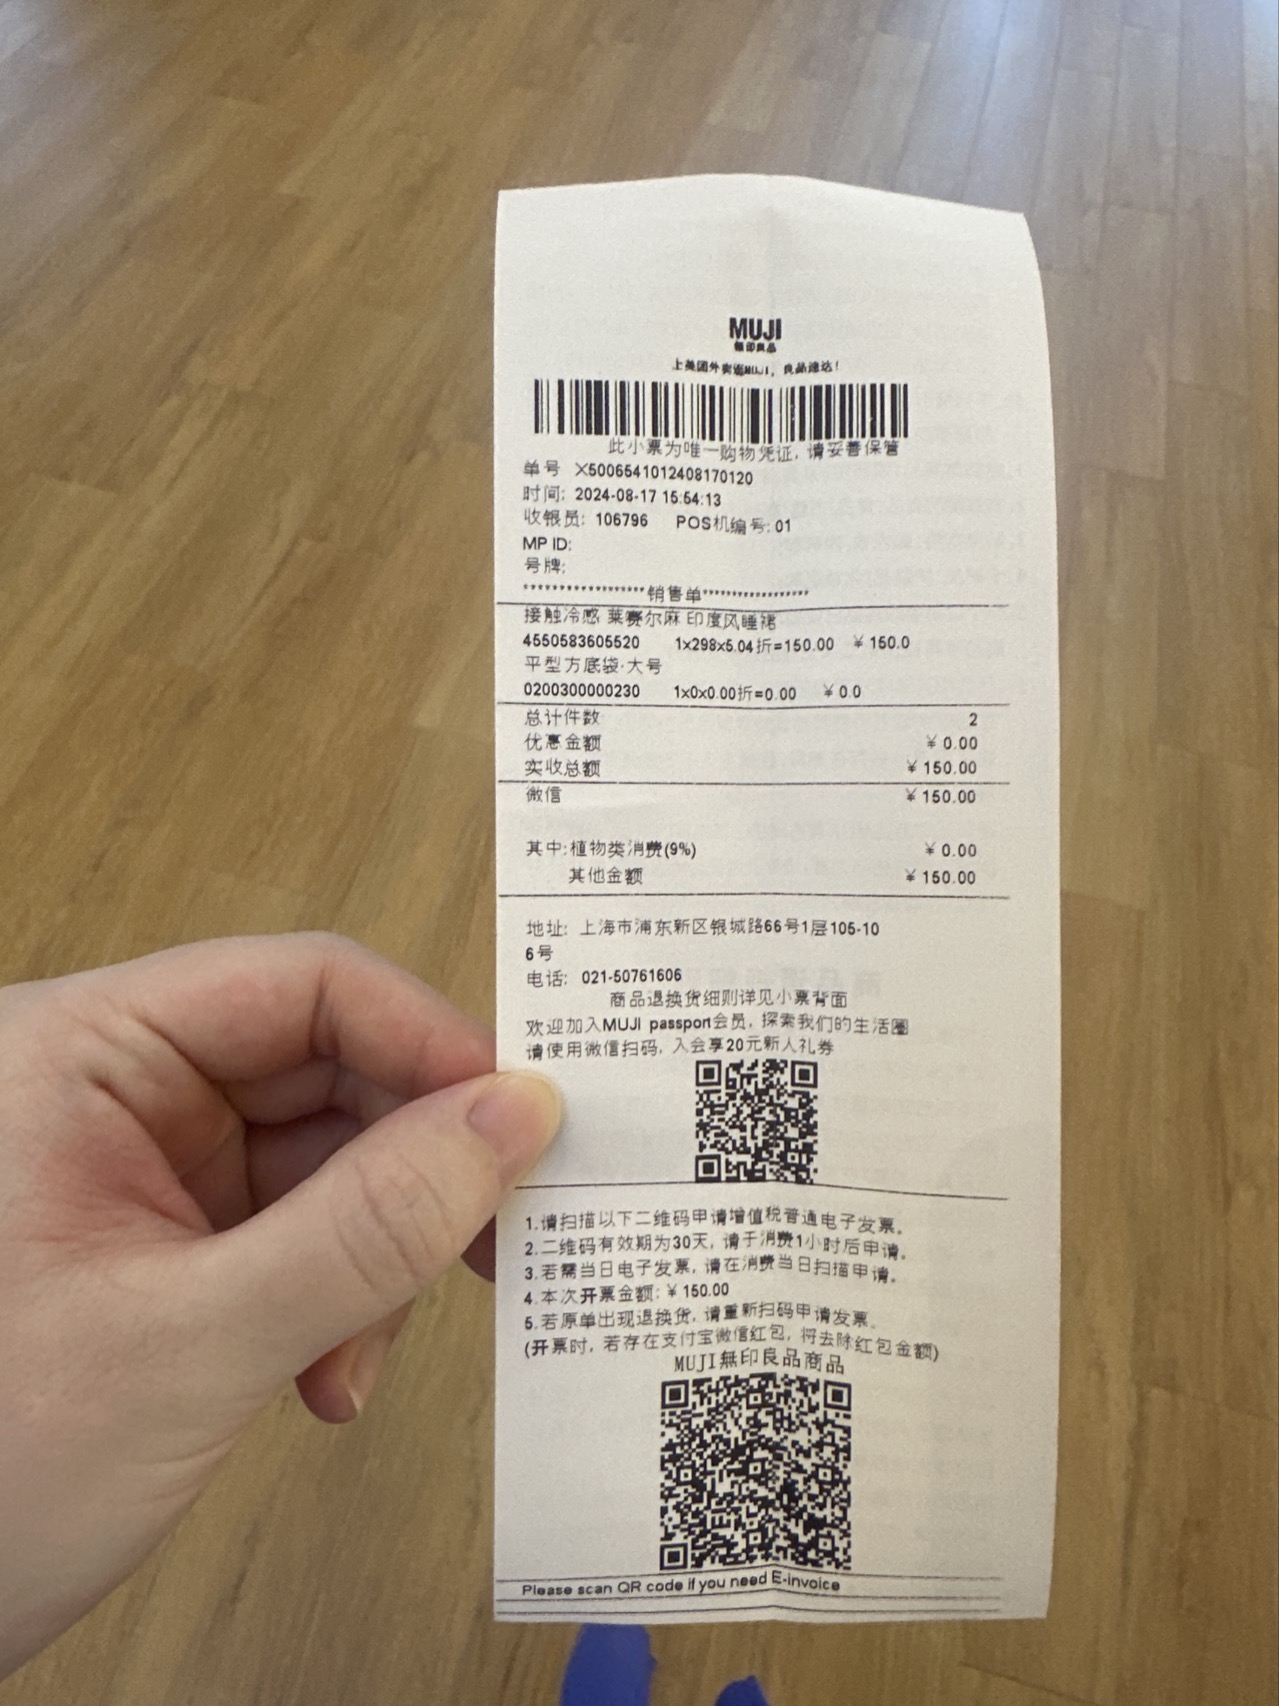 MUJI
無印良品
上美团外卖逛MUJI，良品速达！
此小票为唯一购物凭证，请妥善保管
单号 X5006541012408170120
时间: 2024-08-17 15:54:13
收银员: 106796 POS机编号: 01
MP ID:
号牌:
******************销售单******************
接触冷感 莱赛尔麻 印度风睡裙
4550583605520 1x298x5.04折=150.00 ￥150.0
平型方底袋·大号
0200300000230 1x0x0.00折=0.00 ￥0.0
总计件数 2
优惠金额 ￥0.00
实收总额 ￥150.00
微信 ￥150.00
其中:植物类消费(9%) ￥0.00
其他金额 ￥150.00
地址: 上海市浦东新区银城路66号1层105-10
6号
电话: 021-50761606
商品退换货细则详见小票背面
欢迎加入MUJI passport会员，探索我们的生活圈
请使用微信扫码，入会享20元新人礼券
1.请扫描以下二维码申请增值税普通电子发票。
2.二维码有效期为30天，请于消费1小时后申请。
3.若需当日电子发票，请在消费当日扫描申请。
4.本次开票金额:￥150.00
5.若原单出现退换货，请重新扫码申请发票。
(开票时，若存在支付宝微信红包，将去除红包金额)
MUJI無印良品商品
Please scan QR code if you need E-invoice